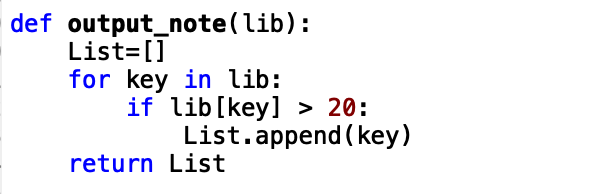 def output_note(lib):
    List=[]
    for key in lib:
        if lib[key] > 20:
            List.append(key)
    return List